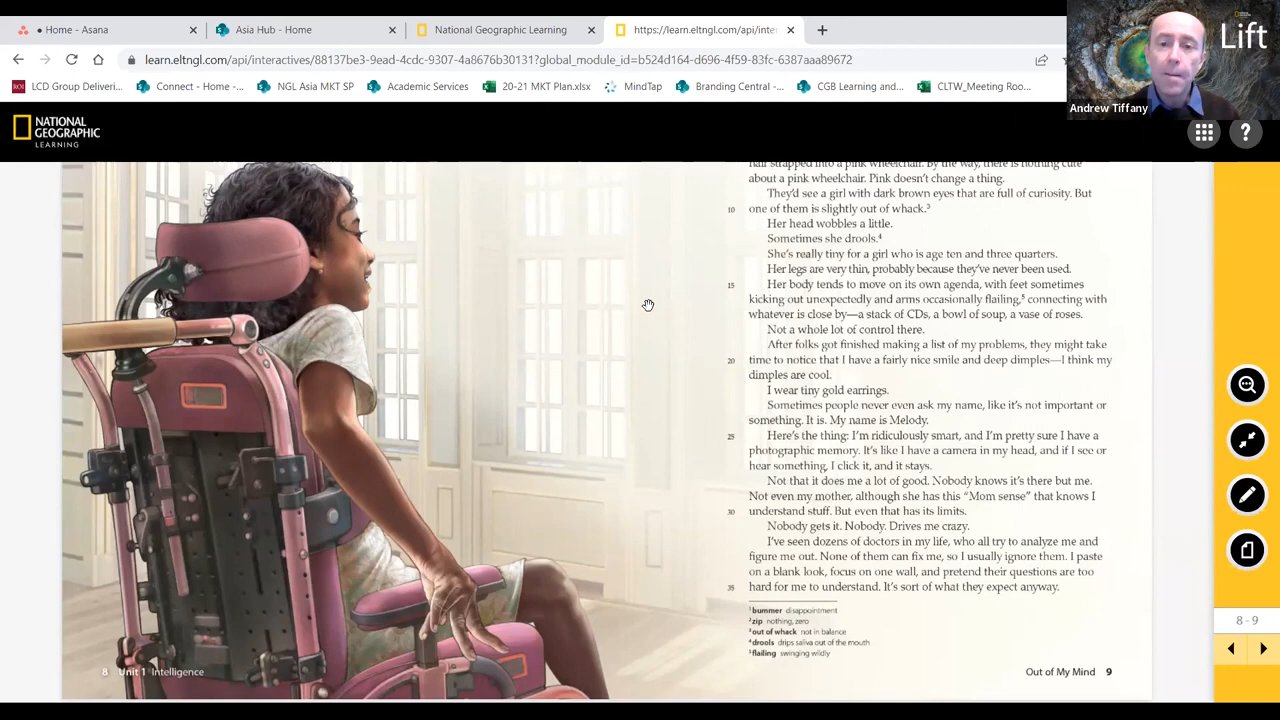 Home - Asana
Asia Hub - Home
National Geographic Learning
https://learn.eltngl.com/api/inter
learn.eltngl.com/api/interactives/88137be3-9ead-4cdc-9307-4a8676b30131?global_module_id=b524d164-d696-4f59-83fc-6387aaa89672
LCD Group Deliveri...
Connect - Home -...
NGL Asia MKT SP
Academic Services
20-21 MKT Plan.xlsx
MindTap
Branding Central -...
CGB Learning and...
CLTW_Meeting Roo...
Lift
Andrew Tiffany
NATIONAL
GEOGRAPHIC
LEARNING
hair strapped into a pink wheelchair. By the way, there is nothing cute
about a pink wheelchair. Pink doesn't change a thing.
They'd see a girl with dark brown eyes that are full of curiosity. But
10 one of them is slightly out of whack.3
Her head wobbles a little.
Sometimes she drools.4
She's really tiny for a girl who is age ten and three quarters.
Her legs are very thin, probably because they've never been used.
15 Her body tends to move on its own agenda, with feet sometimes
kicking out unexpectedly and arms occasionally flailing,5 connecting with
whatever is close by—a stack of CDs, a bowl of soup, a vase of roses.
Not a whole lot of control there.
After folks got finished making a list of my problems, they might take
20 time to notice that I have a fairly nice smile and deep dimples—I think my
dimples are cool.
I wear tiny gold earrings.
Sometimes people never even ask my name, like it's not important or
something. It is. My name is Melody.
25 Here's the thing: I'm ridiculously smart, and I'm pretty sure I have a
photographic memory. It's like I have a camera in my head, and if I see or
hear something, I click it, and it stays.
Not that it does me a lot of good. Nobody knows it's there but me.
Not even my mother, although she has this "Mom sense" that knows I
30 understand stuff. But even that has its limits.
Nobody gets it. Nobody. Drives me crazy.
I've seen dozens of doctors in my life, who all try to analyze me and
figure me out. None of them can fix me, so I usually ignore them. I paste
on a blank look, focus on one wall, and pretend their questions are too
35 hard for me to understand. It's sort of what they expect anyway.
1 bummer disappointment
2 zip nothing, zero
3 out of whack not in balance
4 drools drips saliva out of the mouth
5 flailing swinging wildly
8 Unit 1 Intelligence
Out of My Mind 9
8 - 9